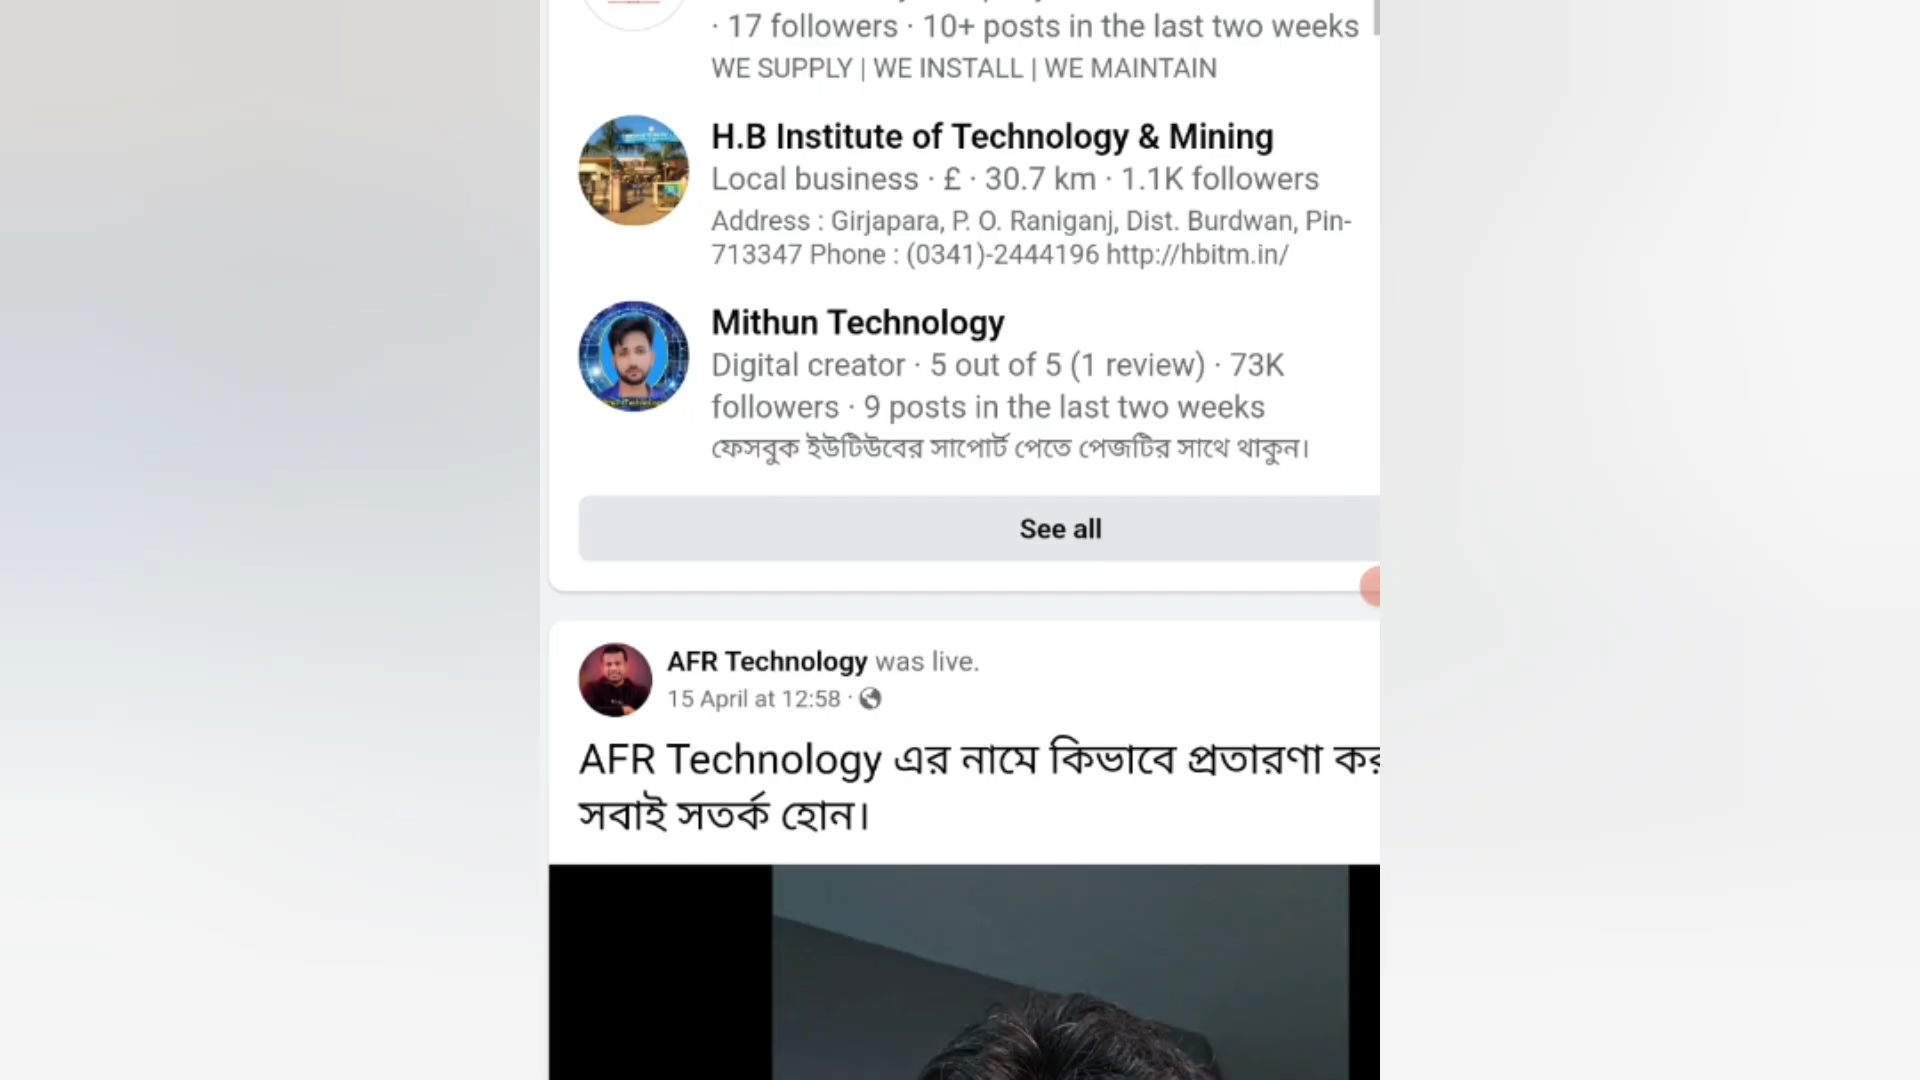 · 17 followers · 10+ posts in the last two weeks
WE SUPPLY | WE INSTALL | WE MAINTAIN
H.B Institute of Technology & Mining
Local business · £ · 30.7 km · 1.1K followers
Address : Girjapara, P. O. Raniganj, Dist. Burdwan, Pin-
713347 Phone : (0341)-2444196 http://hbitm.in/
Mithun Technology
Digital creator · 5 out of 5 (1 review) · 73K
followers · 9 posts in the last two weeks
ফেসবুক ইউটিউবের সাপোর্ট পেতে পেজটির সাথে থাকুন।
See all
AFR Technology was live.
15 April at 12:58 ·
AFR Technology এর নামে কিভাবে প্রতারণা
সবাই সতর্ক হোন।